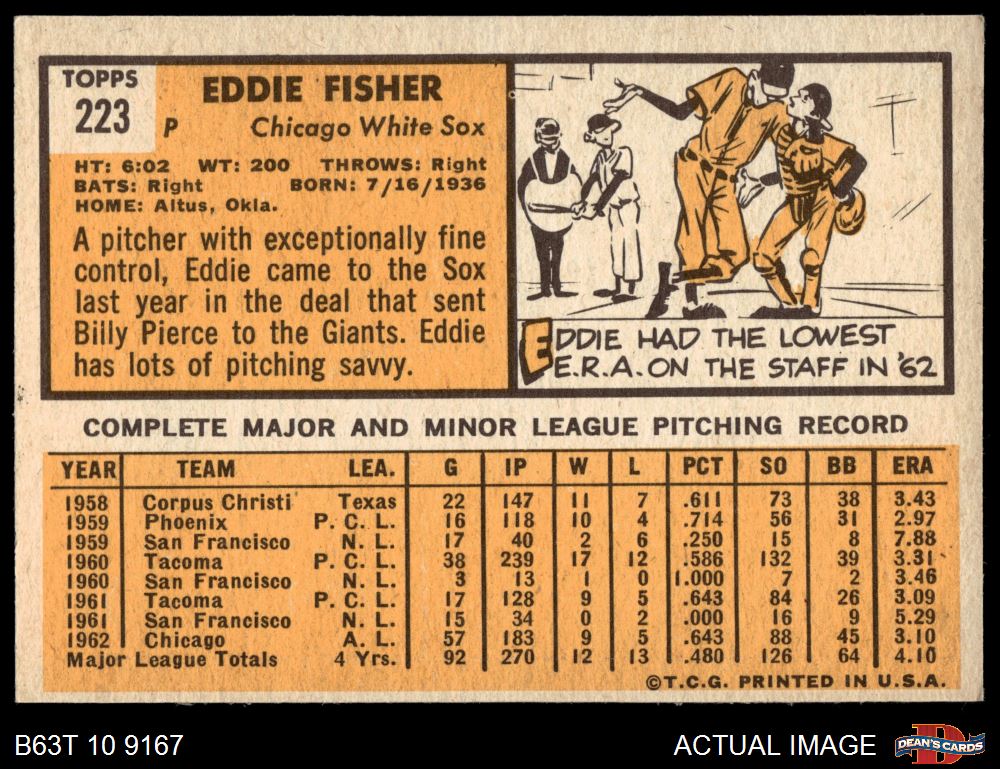 TOPPS
223
P
EDDIE FISHER
Chicago White Sox
HT: 6:02 WT: 200 THROWS: Right
BATS: Right BORN: 7/16/1936
HOME: Altus, Okla.
A pitcher with exceptionally fine
control, Eddie came to the Sox
last year in the deal that sent
Billy Pierce to the Giants. Eddie
has lots of pitching savvy.
EDDIE HAD THE LOWEST
E.R.A. ON THE STAFF IN '62
COMPLETE MAJOR AND MINOR LEAGUE PITCHING RECORD
YEAR TEAM LEA. G IP W L PCT SO BB ERA
1958 Corpus Christi Texas 22 147 11 7 .611 73 38 3.43
1959 Phoenix P. C. L. 16 118 10 4 .714 56 31 2.97
1959 San Francisco N. L. 17 40 2 6 .250 15 8 7.88
1960 Tacoma P. C. L. 38 239 17 12 .586 132 39 3.31
1960 San Francisco N. L. 3 13 1 0 1.000 7 2 3.46
1961 Tacoma P. C. L. 17 128 9 5 .643 84 26 3.09
1961 San Francisco N. L. 15 34 0 2 .000 16 9 5.29
1962 Chicago A. L. 57 183 9 5 .643 88 45 3.10
Major League Totals 4 Yrs. 92 270 12 13 .480 126 64 4.10
©T.C.G. PRINTED IN U.S.A.
B63T 10 9167
ACTUAL IMAGE
D
DEAN'S CARDS